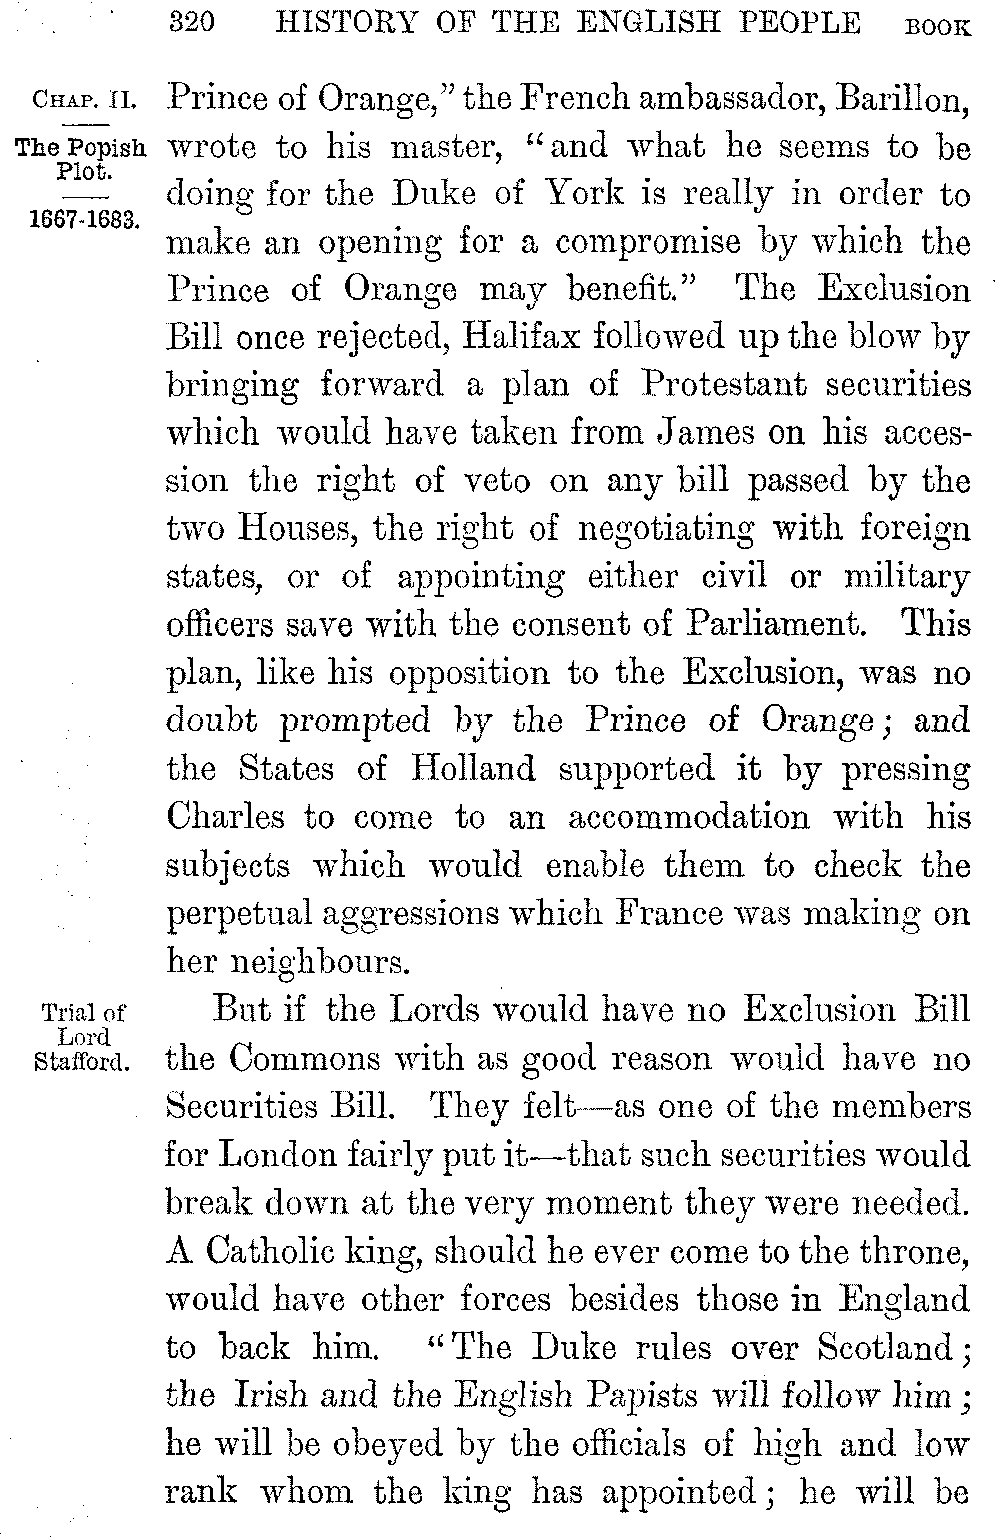 320 HISTORY OF THE ENGLISH PEOPLE BOOK
CHAP. II.
The Popish
Plot.
1667-1683.
Prince of Orange,” the French ambassador, Barillon,
wrote to his master, “and what he seems to be
doing for the Duke of York is really in order to
make an opening for a compromise by which the
Prince of Orange may benefit.” The Exclusion
Bill once rejected, Halifax followed up the blow by
bringing forward a plan of Protestant securities
which would have taken from James on his acces-
sion the right of veto on any bill passed by the
two Houses, the right of negotiating with foreign
states, or of appointing either civil or military
officers save with the consent of Parliament. This
plan, like his opposition to the Exclusion, was no
doubt prompted by the Prince of Orange; and
the States of Holland supported it by pressing
Charles to come to an accommodation with his
subjects which would enable them to check the
perpetual aggressions which France was making on
her neighbours.
Trial of
Lord
Stafford.
But if the Lords would have no Exclusion Bill
the Commons with as good reason would have no
Securities Bill. They felt—as one of the members
for London fairly put it—that such securities would
break down at the very moment they were needed.
A Catholic king, should he ever come to the throne,
would have other forces besides those in England
to back him. “The Duke rules over Scotland;
the Irish and the English Papists will follow him;
he will be obeyed by the officials of high and low
rank whom the king has appointed; he will be